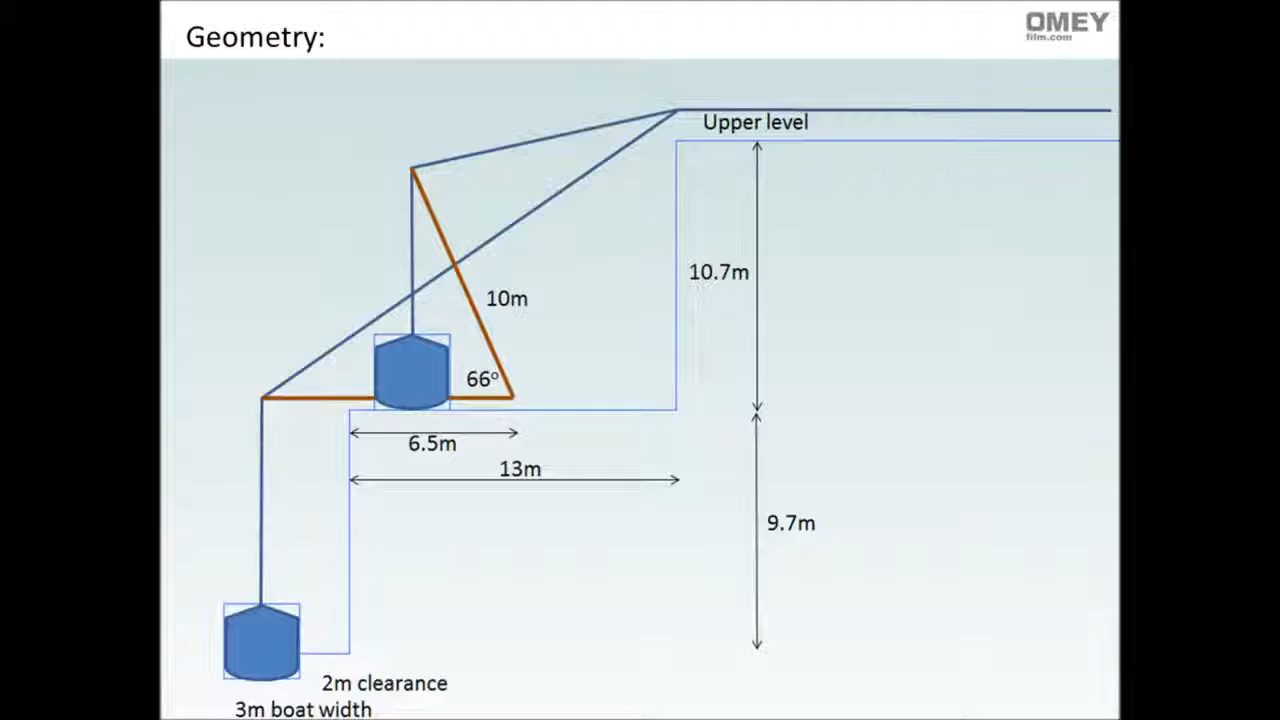 Geometry:
OMEY
film.com
Upper level
10.7m
10m
66º
6.5m
13m
9.7m
2m clearance
3m boat width